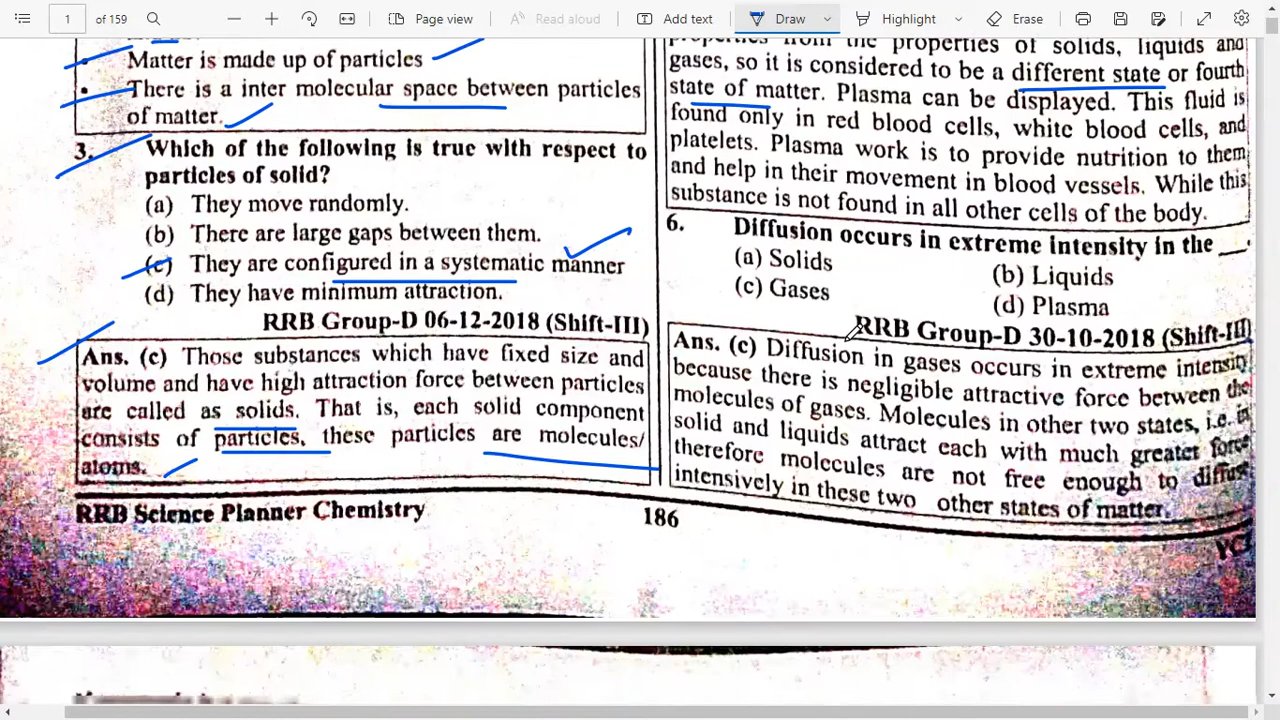 1 of 159
Page view
Read aloud
Add text
Draw
Highlight
Erase
Matter is made up of particles
There is a inter molecular space between particles
of matter.
3. Which of the following is true with respect to
particles of solid?
(a) They move randomly.
(b) There are large gaps between them.
(c) They are configured in a systematic manner
(d) They have minimum attraction.
RRB Group-D 06-12-2018 (Shift-III)
Ans. (c) Those substances which have fixed size and
volume and have high attraction force between particles
are called as solids. That is, each solid component
consists of particles, these particles are molecules/
atoms.
RRB Science Planner Chemistry
186
properties from the properties of solids, liquids and
gases, so it is considered to be a different state or fourth
state of matter. Plasma can be displayed. This fluid is
found only in red blood cells, white blood cells, and
platelets. Plasma work is to provide nutrition to them
and help in their movement in blood vessels. While this
substance is not found in all other cells of the body.
6. Diffusion occurs in extreme intensity in the __.
(a) Solids
(b) Liquids
(c) Gases
(d) Plasma
RRB Group-D 30-10-2018 (Shift-III)
Ans. (c) Diffusion in gases occurs in extreme intensity
because there is negligible attractive force between the
molecules of gases. Molecules in other two states, i.e. in
solid and liquids attract each with much greater force
therefore molecules are not free enough to diffuse
intensively in these two other states of matter.